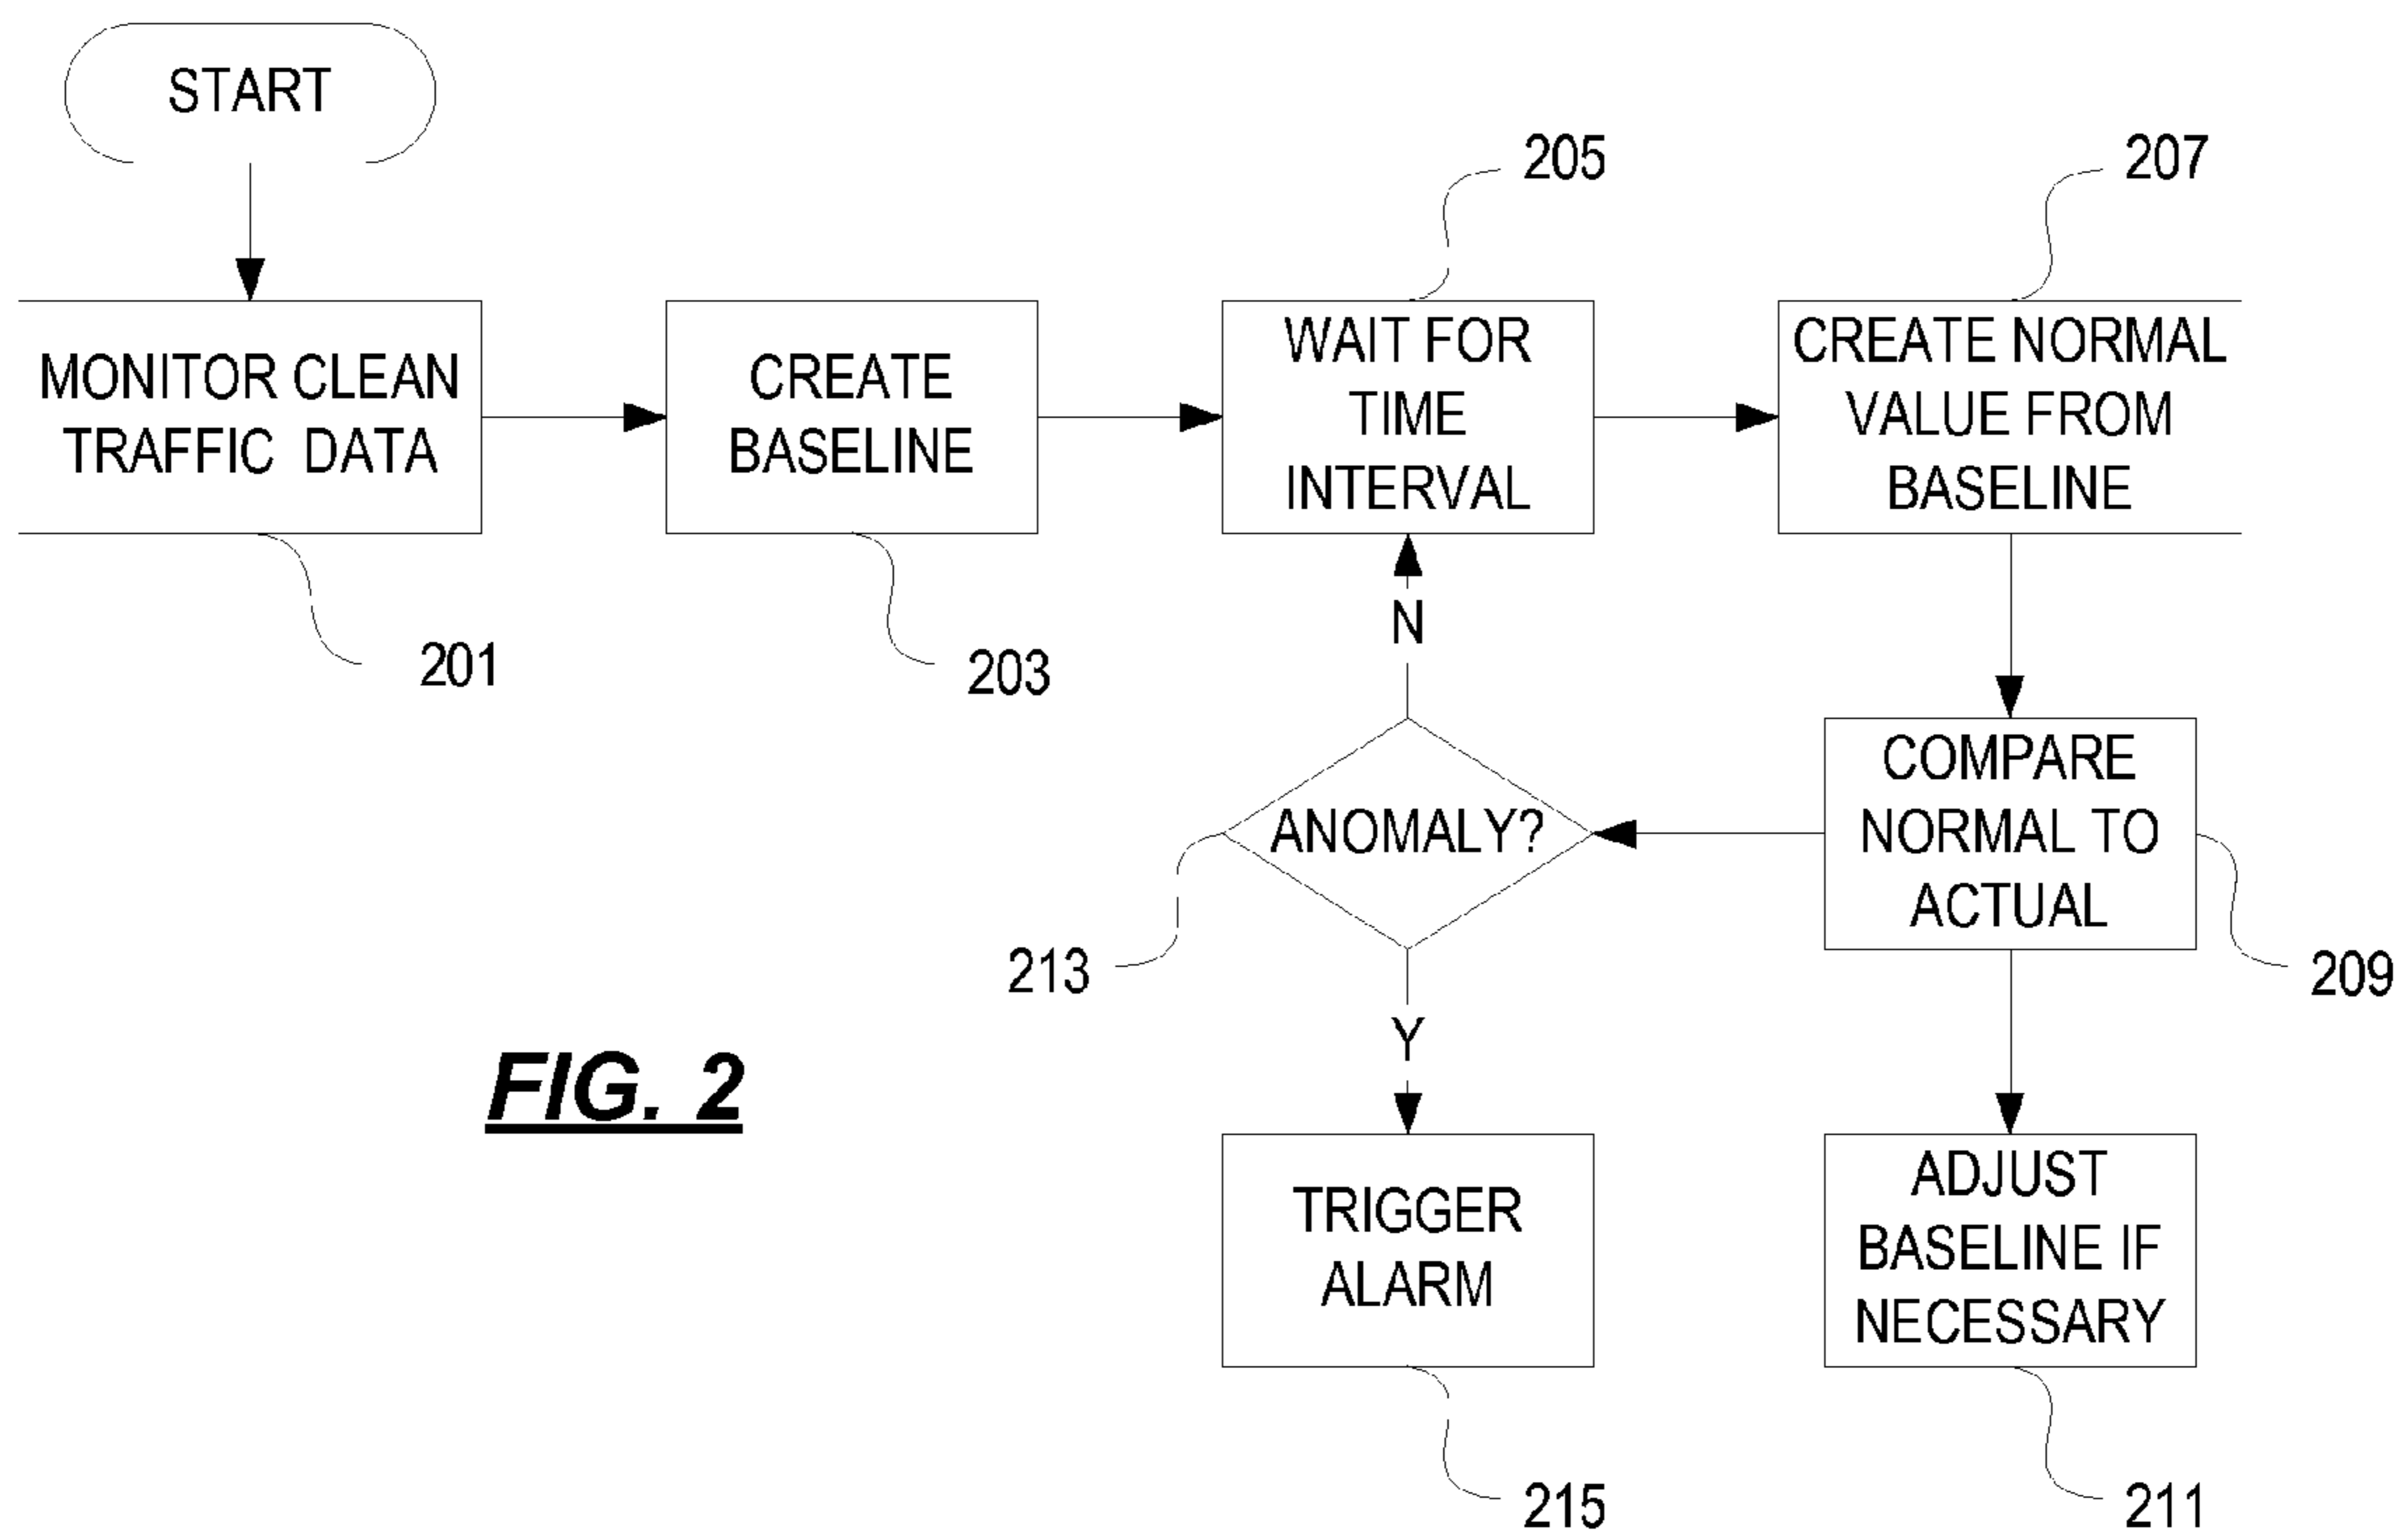 START
205
207
MONITOR CLEAN
TRAFFIC DATA
CREATE
BASELINE
WAIT FOR
TIME
INTERVAL
CREATE NORMAL
VALUE FROM
BASELINE
201
203
N
ANOMALY?
COMPARE
NORMAL TO
ACTUAL
213
209
Y
FIG. 2
TRIGGER
ALARM
ADJUST
BASELINE IF
NECESSARY
215
211